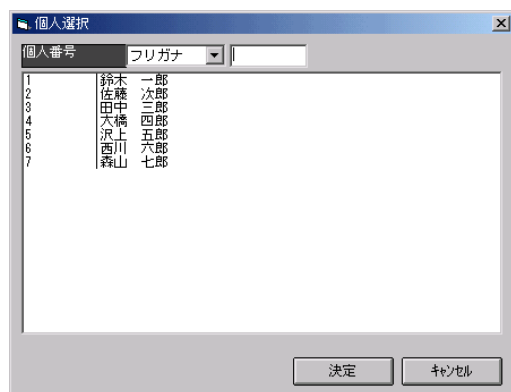 個人選択
個人番号 フリガナ
1 鈴木 一郎
2 佐藤 次郎
3 田中 三郎
4 大橋 四郎
5 沢上 五郎
6 西川 六郎
7 森山 七郎
決定 ｷｬﾝｾﾙ